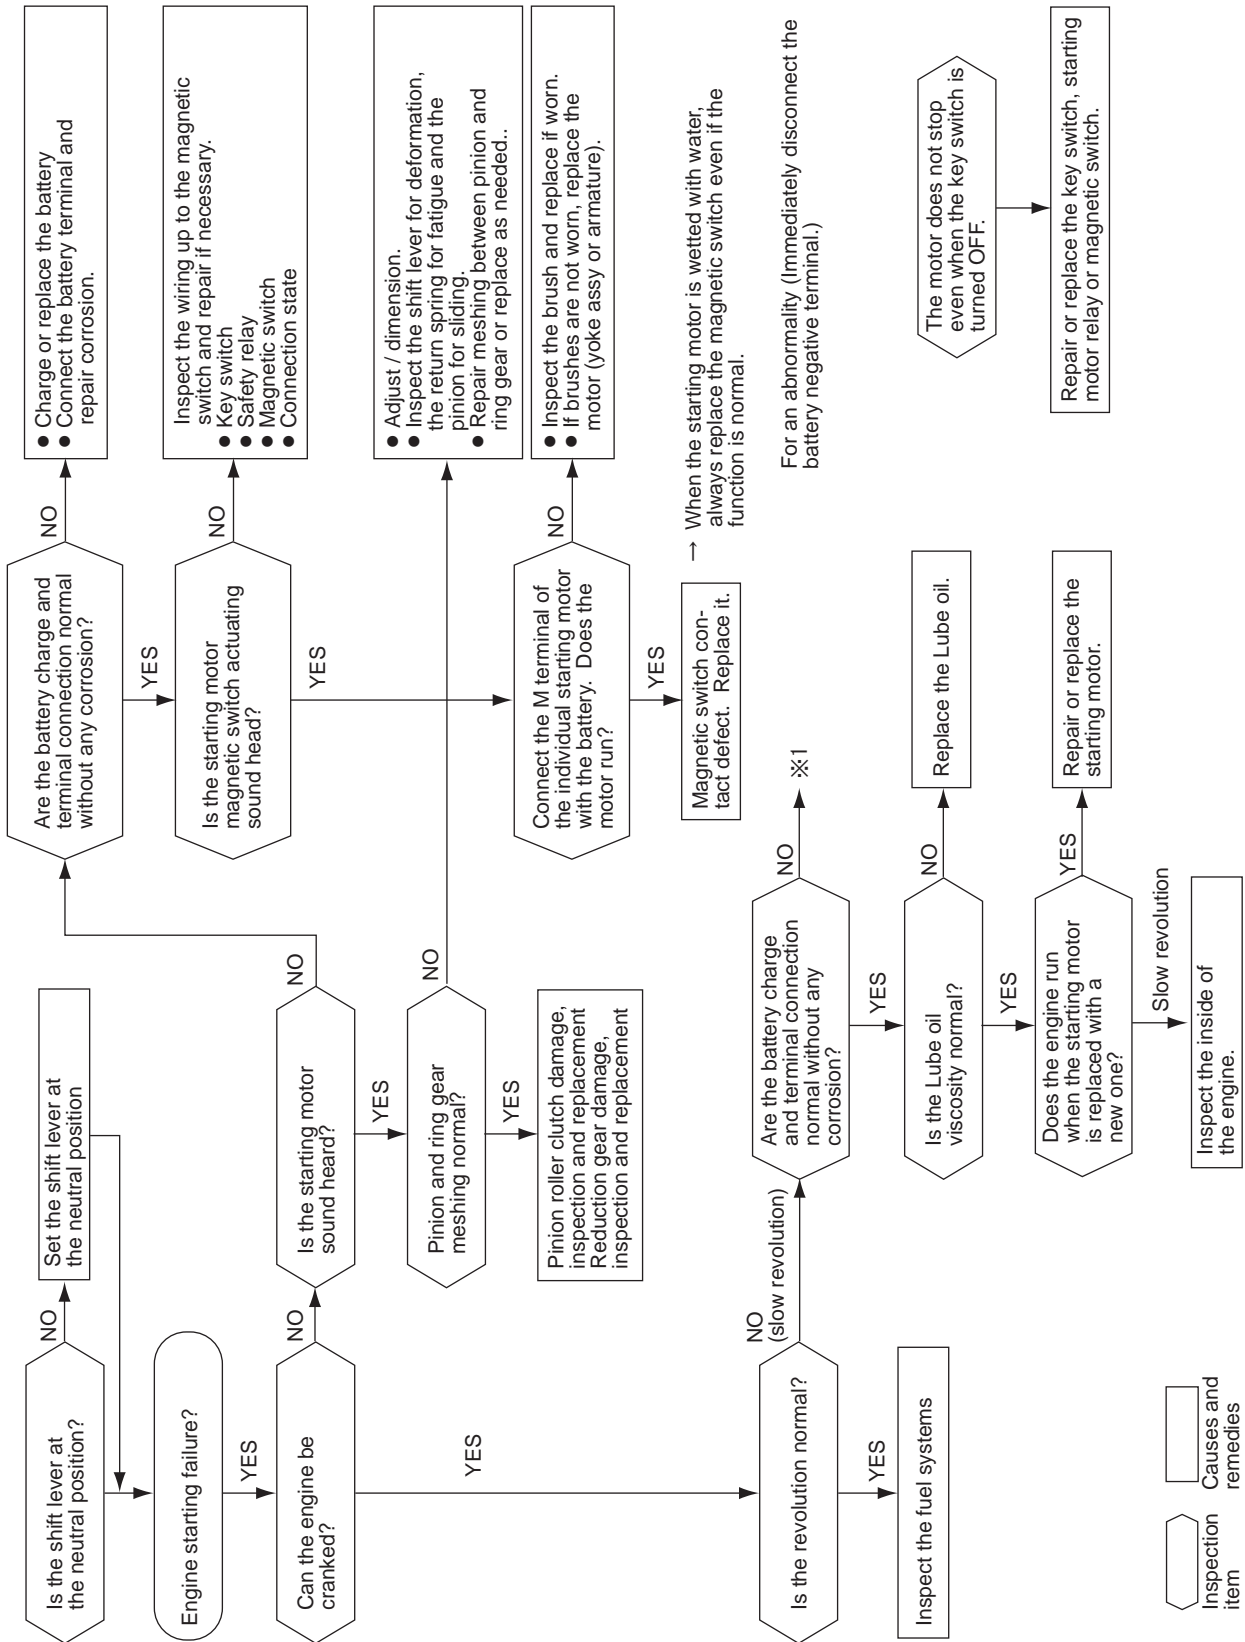 Is the shift lever at
the neutral position?
NO
Set the shift lever at
the neutral position
Engine starting failure?
YES
Can the engine be
cranked?
NO
Is the starting motor
sound heard?
NO
Are the battery charge and
terminal connection normal
without any corrosion?
NO
● Charge or replace the battery
● Connect the battery terminal and
repair corrosion.
YES
Is the starting motor
magnetic switch actuating
sound head?
NO
Inspect the wiring up to the magnetic
switch and repair if necessary.
● Key switch
● Safety relay
● Magnetic switch
● Connection state
YES
YES
Pinion and ring gear
meshing normal?
NO
● Adjust / dimension.
● Inspect the shift lever for deformation,
the return spring for fatigue and the
pinion for sliding.
● Repair meshing between pinion and
ring gear or replace as needed..
YES
Pinion roller clutch damage,
inspection and replacement
Reduction gear damage,
inspection and replacement
Connect the M terminal of
the individual starting motor
with the battery. Does the
motor run?
NO
● Inspect the brush and replace if worn.
● If brushes are not worn, replace the
motor (yoke assy or armature).
YES
Magnetic switch con-
tact defect. Replace it.
→ When the starting motor is wetted with water,
always replace the magnetic switch even if the
function is normal.
YES
Is the revolution normal?
NO
(slow revolution)
Are the battery charge
and terminal connection
normal without any
corrosion?
NO
※1
For an abnormality (Immediately disconnect the
battery negative terminal.)
YES
Inspect the fuel systems
YES
Is the Lube oil
viscosity normal?
NO
Replace the Lube oil.
YES
Does the engine run
when the starting motor
is replaced with a
new one?
YES
Repair or replace the
starting motor.
Slow revolution
Inspect the inside of
the engine.
The motor does not stop
even when the key switch is
turned OFF.
Repair or replace the key switch, starting
motor relay or magnetic switch.
Inspection
item
Causes and
remedies